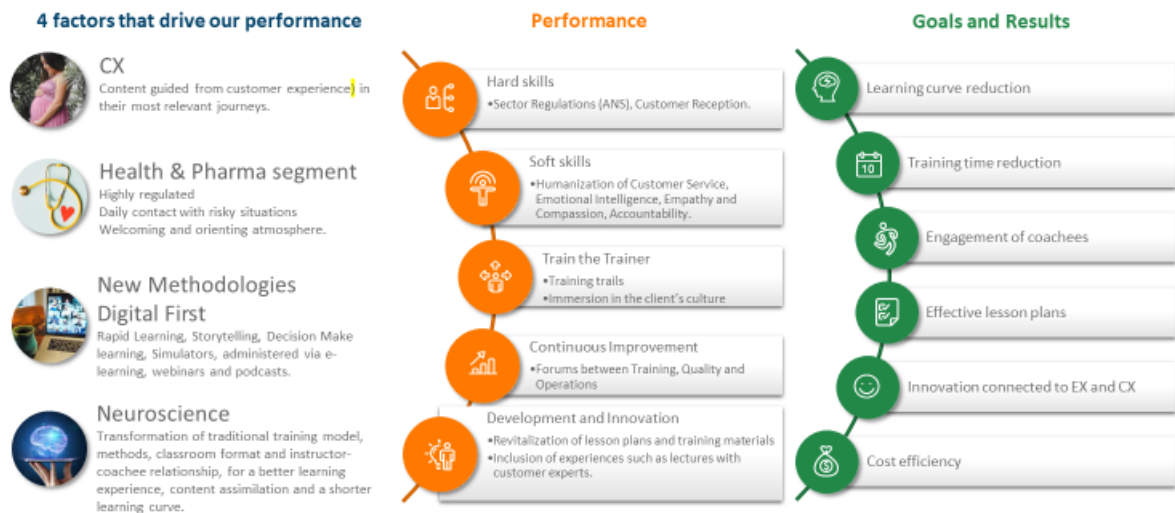 4 factors that drive our performance
CX
Content guided from customer experience) in
their most relevant journeys.
Health & Pharma segment
Highly regulated
Daily contact with risky situations
Welcoming and orienting atmosphere.
New Methodologies
Digital First
Rapid Learning, Storytelling, Decision Make
learning, Simulators, administered via e-
learning, webinars and podcasts.
Neuroscience
Transformation of traditional training model,
methods, classroom format and instructor-
coachee relationship, for a better learning
experience, content assimilation and a shorter
learning curve.
Performance
Hard skills
•Sector Regulations (ANS), Customer Reception.
Soft skills
•Humanization of Customer Service,
Emotional Intelligence, Empathy and
Compassion, Accountability.
Train the Trainer
•Training trails
•Immersion in the client's culture
Continuous Improvement
•Forums between Training, Quality and
Operations
Development and Innovation
•Revitalization of lesson plans and training materials
•Inclusion of experiences such as lectures with
customer experts.
Goals and Results
Learning curve reduction
10
Training time reduction
Engagement of coachees
Effective lesson plans
Innovation connected to EX and CX
$
Cost efficiency